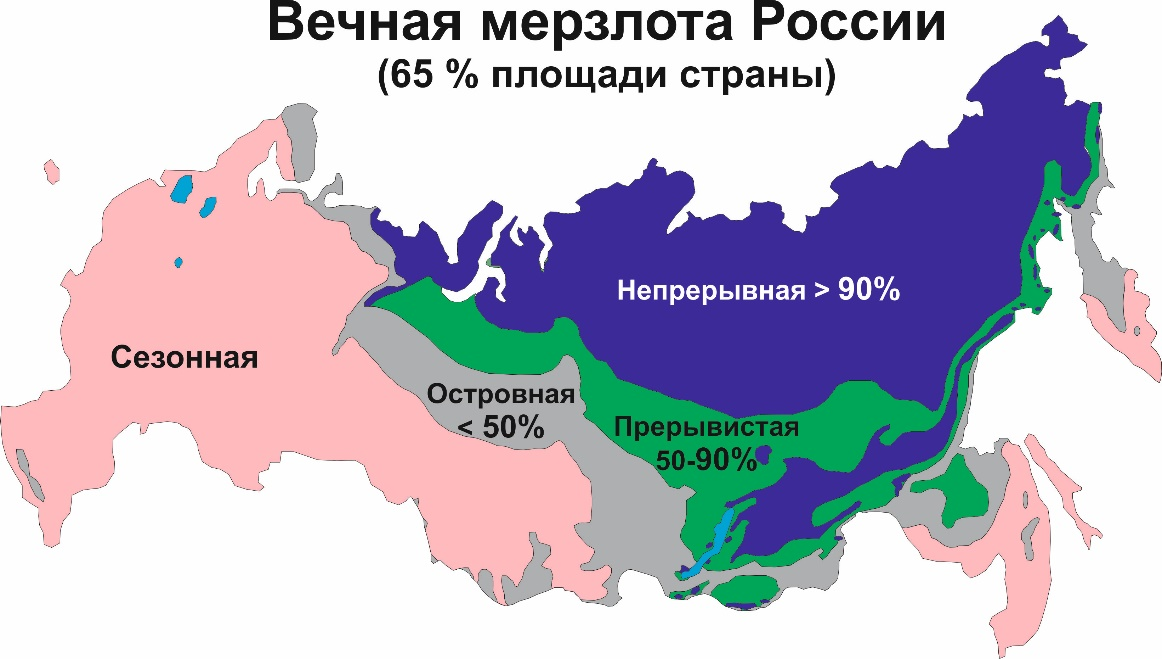 Вечная мерзлота России
(65 % площади страны)
Непрерывная > 90%
Сезонная
Островная
< 50%
Прерывистая
50-90%